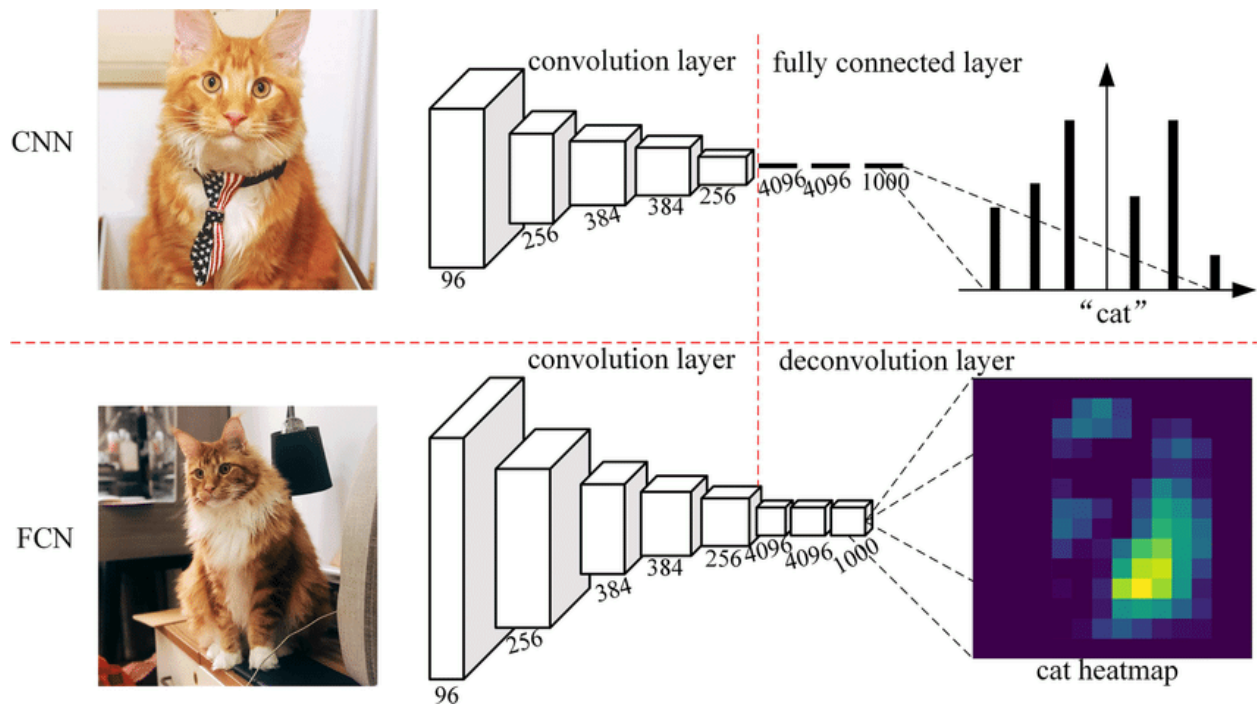 CNN
convolution layer
fully connected layer
96
256
384
384
256
4096
4096
1000
“cat”
FCN
convolution layer
deconvolution layer
96
256
384
384
256
4096
4096
1000
cat heatmap